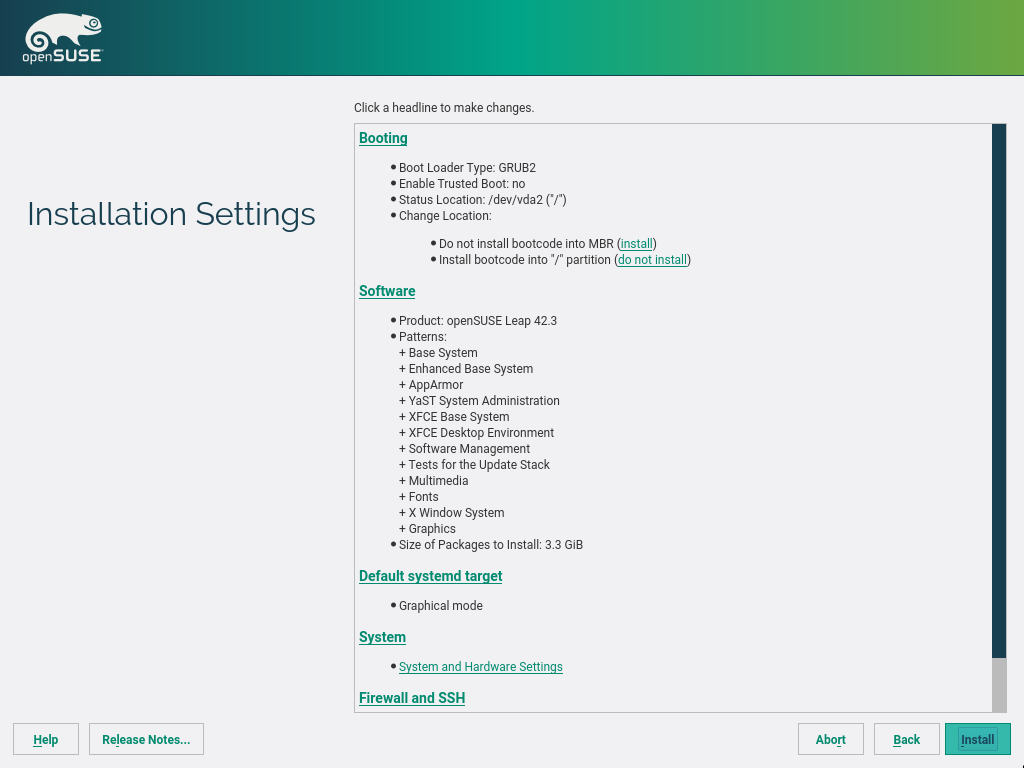 openSUSE
Click a headline to make changes.
Installation Settings
Booting
Boot Loader Type: GRUB2
Enable Trusted Boot: no
Status Location: /dev/vda2 ("/")
Change Location:
Do not install bootcode into MBR (install)
Install bootcode into "/" partition (do not install)
Software
Product: openSUSE Leap 42.3
Patterns:
+ Base System
+ Enhanced Base System
+ AppArmor
+ YaST System Administration
+ XFCE Base System
+ XFCE Desktop Environment
+ Software Management
+ Tests for the Update Stack
+ Multimedia
+ Fonts
+ X Window System
+ Graphics
Size of Packages to Install: 3.3 GiB
Default systemd target
Graphical mode
System
System and Hardware Settings
Firewall and SSH
Help
Release Notes...
Abort
Back
Install